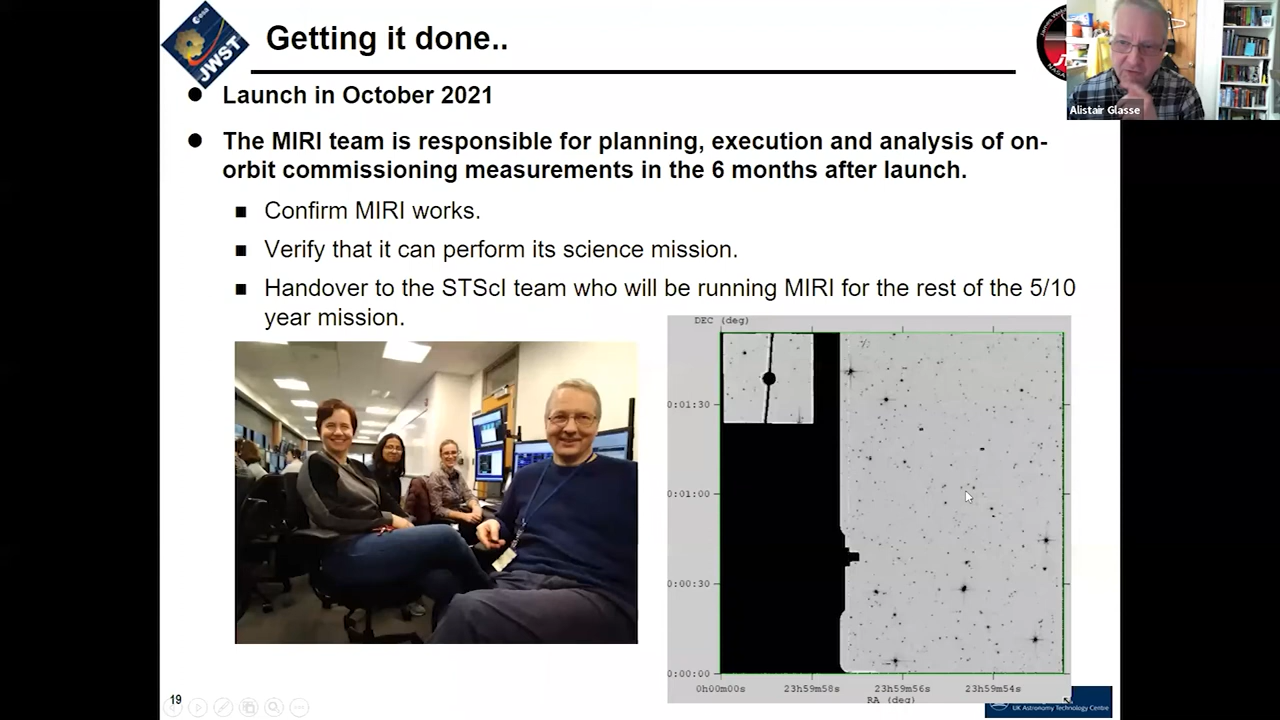 esa
JWST
Getting it done..
Alistair Glasse
Launch in October 2021
The MIRI team is responsible for planning, execution and analysis of on-
orbit commissioning measurements in the 6 months after launch.
Confirm MIRI works.
Verify that it can perform its science mission.
Handover to the STScI team who will be running MIRI for the rest of the 5/10
year mission.
DEC (deg)
0:01:30
0:01:00
0:00:30
0:00:00
0h00m00s 23h59m58s 23h59m56s 23h59m54s
RA (deg)
19
UK Astronomy Technology Centre